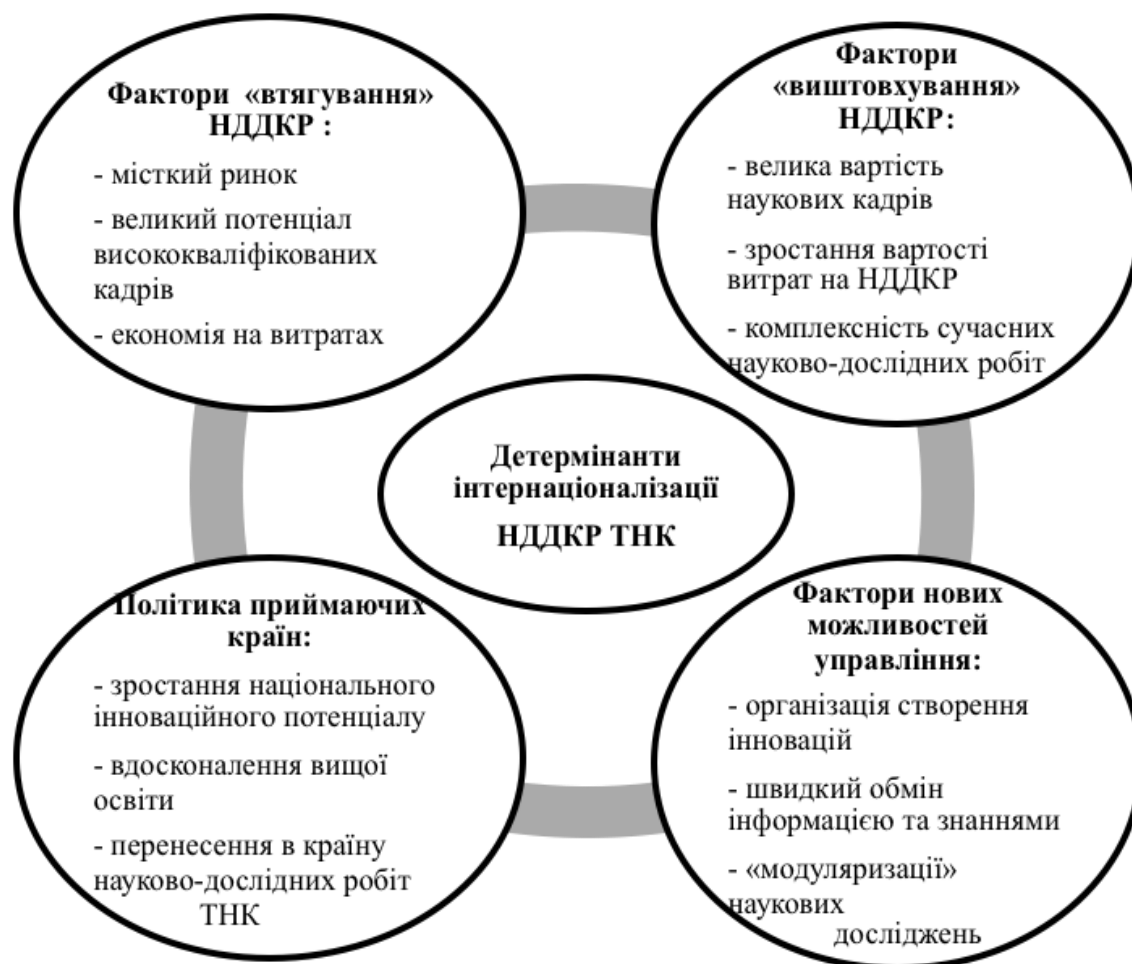 Фактори «втягування»
НДДКР :
- місткий ринок
- великий потенціал
висококваліфікованих
кадрів
- економія на витратах
Фактори
«виштовхування»
НДДКР:
- велика вартість
наукових кадрів
- зростання вартості
витрат на НДДКР
- комплексність сучасних
науково-дослідних робіт
Детермінанти
інтернаціоналізації
НДДКР ТНК
Політика приймаючих
країн:
- зростання національного
інноваційного потенціалу
- вдосконалення вищої
освіти
- перенесення в країну
науково-дослідних робіт
ТНК
Фактори нових
можливостей
управління:
- організація створення
інновацій
- швидкий обмін
інформацією та знаннями
- «модуляризації»
наукових
досліджень